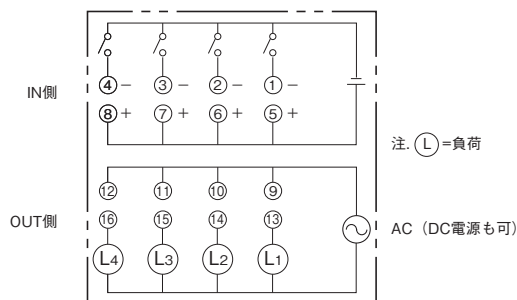 IN側
④ − ③ − ② − ① −
⑧ + ⑦ + ⑥ + ⑤ +
注. Ⓛ=負荷
⑫ ⑪ ⑩ ⑨
OUT側
⑯ ⑮ ⑭ ⑬
L4 L3 L2 L1
AC（DC電源も可）